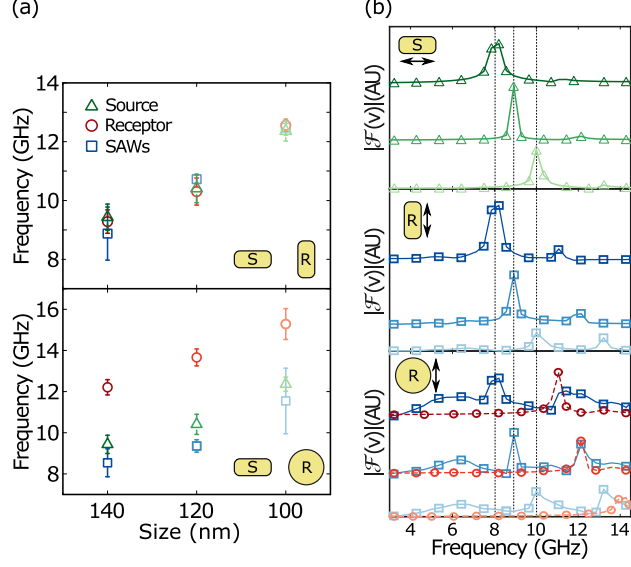 (a)
14
12
10
8
Frequency (GHz)
Source
Receptor
SAWs
S
R
16
14
12
10
8
Frequency (GHz)
S
R
140
120
100
Size (nm)
(b)
|ℱ(ν)|(AU)
S
|ℱ(ν)|(AU)
R
|ℱ(ν)|(AU)
R
4
6
8
10
12
14
Frequency (GHz)